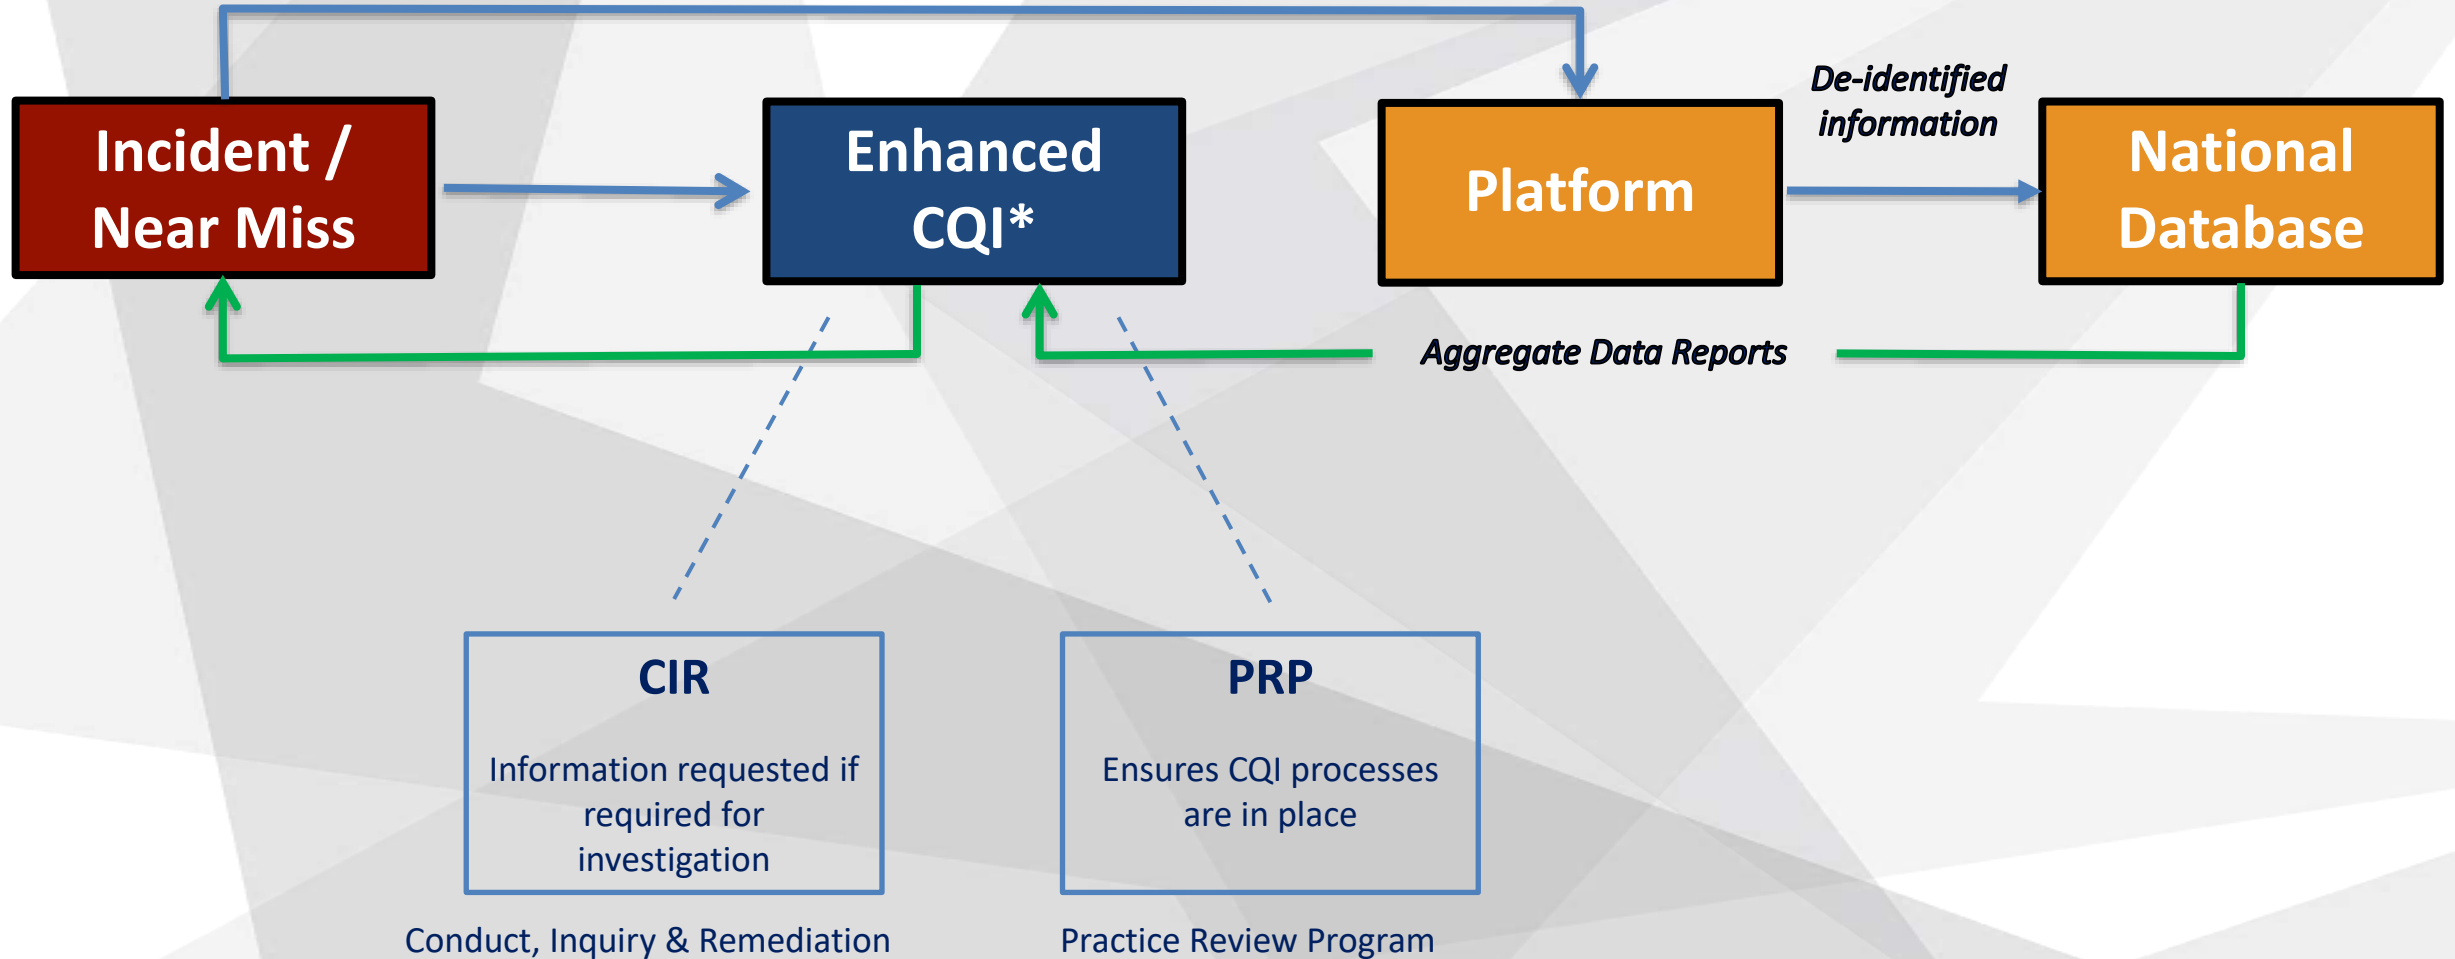 Incident /
Near Miss
Enhanced
CQI*
Platform
De-identified
information
National
Database
Aggregate Data Reports
CIR
Information requested if
required for
investigation
Conduct, Inquiry & Remediation
PRP
Ensures CQI processes
are in place
Practice Review Program